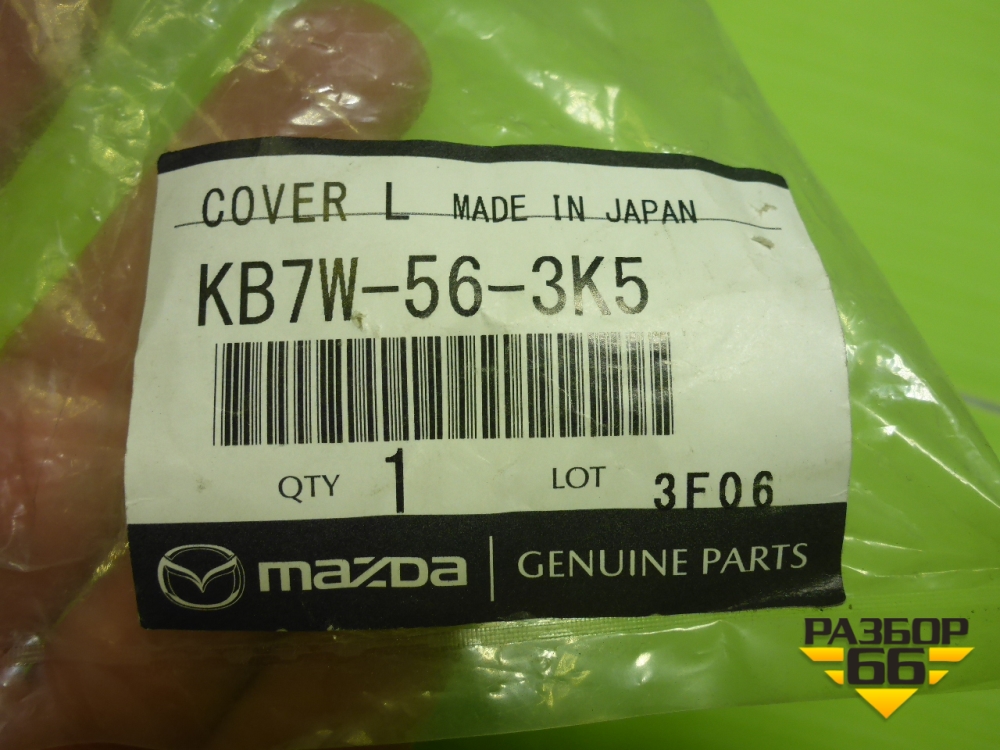 COVER L MADE IN JAPAN
KB7W-56-3K5
QTY 1 LOT 3F06
mazda GENUINE PARTS
РАЗБОР
66